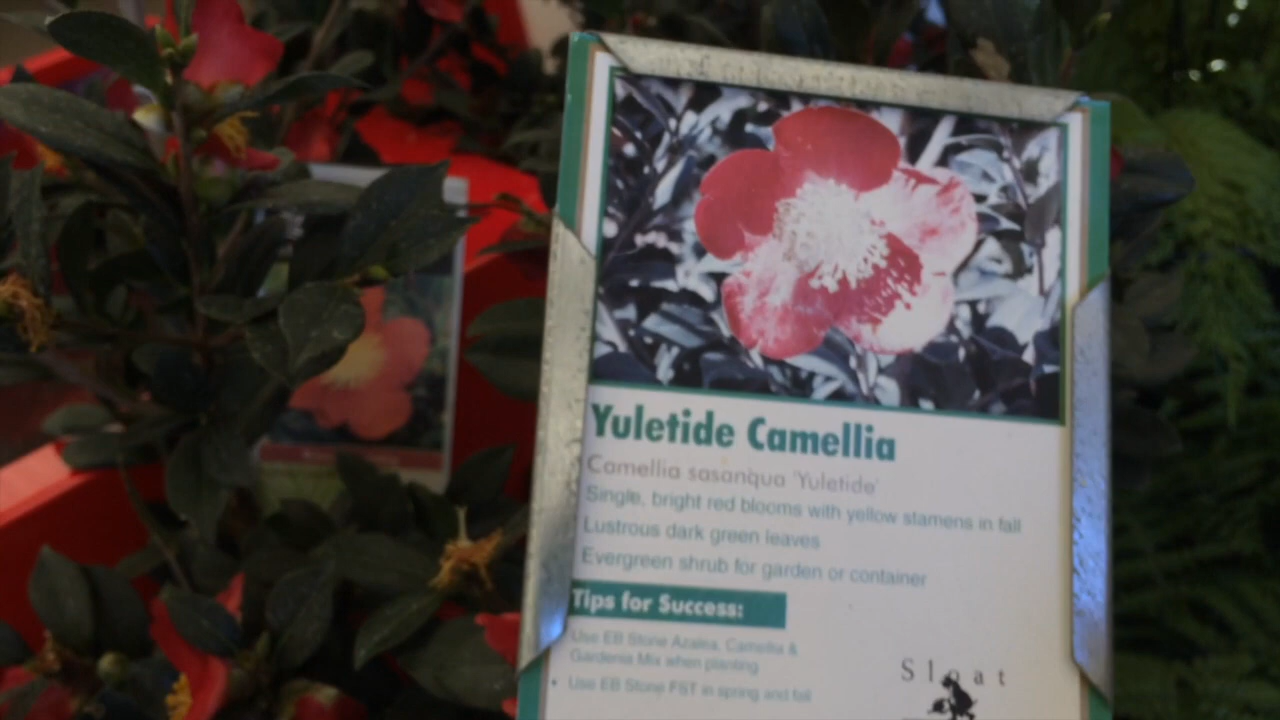 Yuletide Camellia
Camellia sasanqua 'Yuletide'
Single, bright red blooms with yellow stamens in fall
Lustrous dark green leaves
Evergreen shrub for garden or container
Tips for Success:
Use EB Stone Azalea, Camellia &
Gardenia Mix when planting
• Use EB Stone FST in spring and fall
Sloat